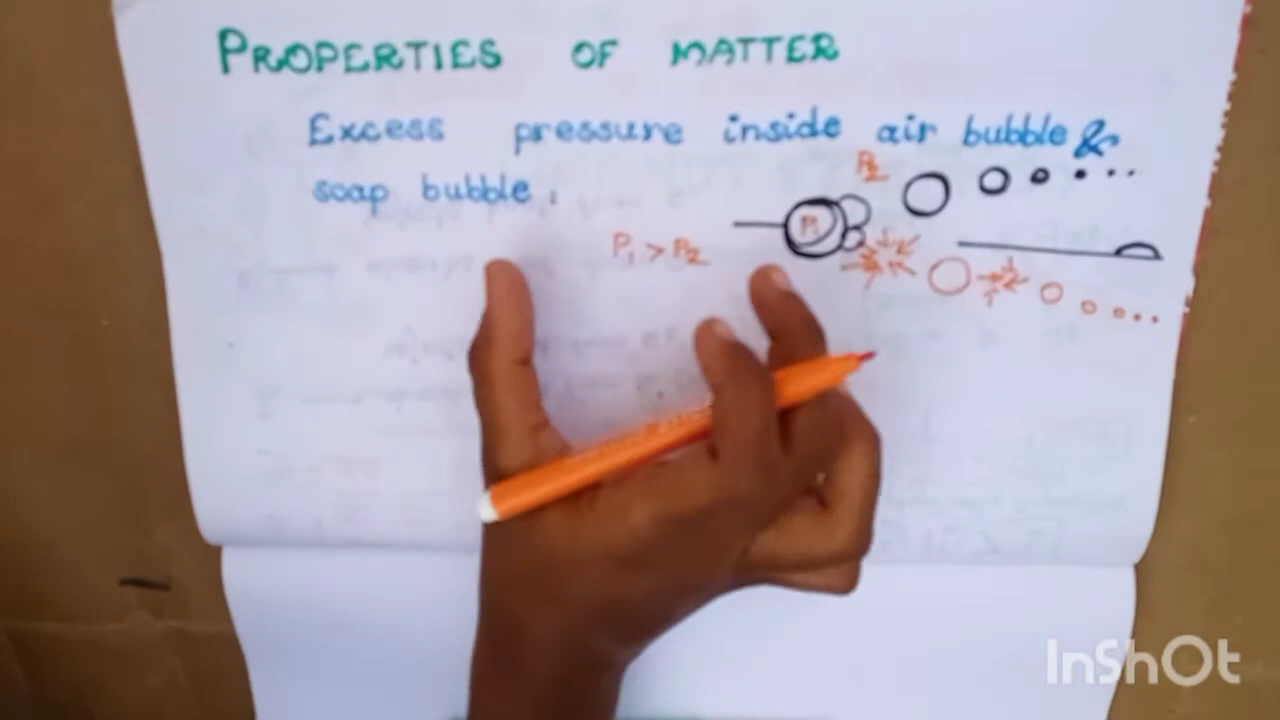 PROPERTIES OF MATTER
Excess pressure inside air bubble &
soap bubble.
P2
P1
P1 > P2
InShOt